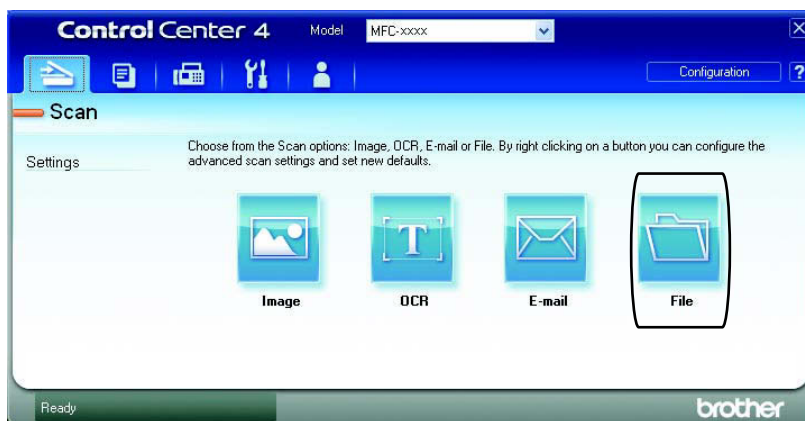 Control Center 4 Model MFC-xxxx
Configuration ?
Scan
Settings
Choose from the Scan options: Image, OCR, E-mail or File. By right clicking on a button you can configure the
advanced scan settings and set new defaults.
T
Image OCR E-mail File
Ready brother